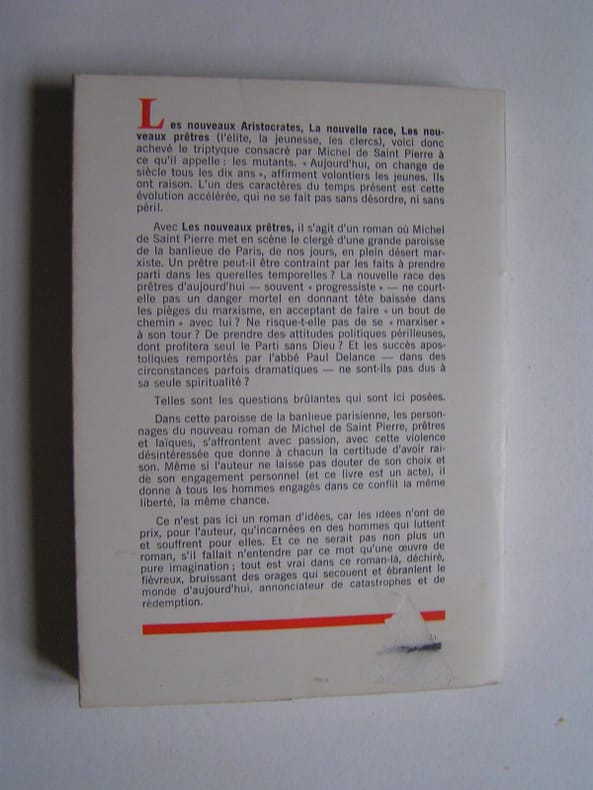 Les nouveaux Aristocrates, La nouvelle race, Les nou-
veaux prêtres (l'élite, la jeunesse, les clercs), voici donc
achevé le triptyque consacré par Michel de Saint Pierre à
ce qu'il appelle : les mutants. « Aujourd'hui, on change de
siècle tous les dix ans », affirment volontiers les jeunes. Ils
ont raison. L'un des caractères du temps présent est cette
évolution accélérée, qui ne se fait pas sans désordre, ni sans
péril.
Avec Les nouveaux prêtres, il s'agit d'un roman où Michel
de Saint Pierre met en scène le clergé d'une grande paroisse
de la banlieue de Paris, de nos jours, en plein désert mar-
xiste. Un prêtre peut-il être contraint par les faits à prendre
parti dans les querelles temporelles ? La nouvelle race des
prêtres d'aujourd'hui — souvent « progressiste » — ne court-
elle pas un danger mortel en donnant tête baissée dans
les pièges du marxisme, en acceptant de faire « un bout de
chemin » avec lui ? Ne risque-t-elle pas de se « marxiser »
à son tour ? De prendre des attitudes politiques périlleuses,
dont profitera seul le Parti sans Dieu ? Et les succès apos-
toliques remportés par l'abbé Paul Delance — dans des
circonstances parfois dramatiques — ne sont-ils pas dus à
sa seule spiritualité ?
Telles sont les questions brûlantes qui sont ici posées.
Dans cette paroisse de la banlieue parisienne, les person-
nages du nouveau roman de Michel de Saint Pierre, prêtres
et laïques, s'affrontent avec passion, avec cette violence
désintéressée que donne à chacun la certitude d'avoir rai-
son. Même si l'auteur ne laisse pas douter de son choix et
de son engagement personnel (et ce livre est un acte), il
donne à tous les hommes engagés dans ce conflit la même
liberté, la même chance.
Ce n'est pas ici un roman d'idées, car les idées n'ont de
prix, pour l'auteur, qu'incarnées en des hommes qui luttent
et souffrent pour elles. Et ce ne serait pas non plus un
roman, s'il fallait n'entendre par ce mot qu'une œuvre de
pure imagination ; tout est vrai dans ce roman-là, déchiré,
fiévreux, bruissant des orages qui secouent et ébranlent le
monde d'aujourd'hui, annonciateur de catastrophes et de
rédemption.